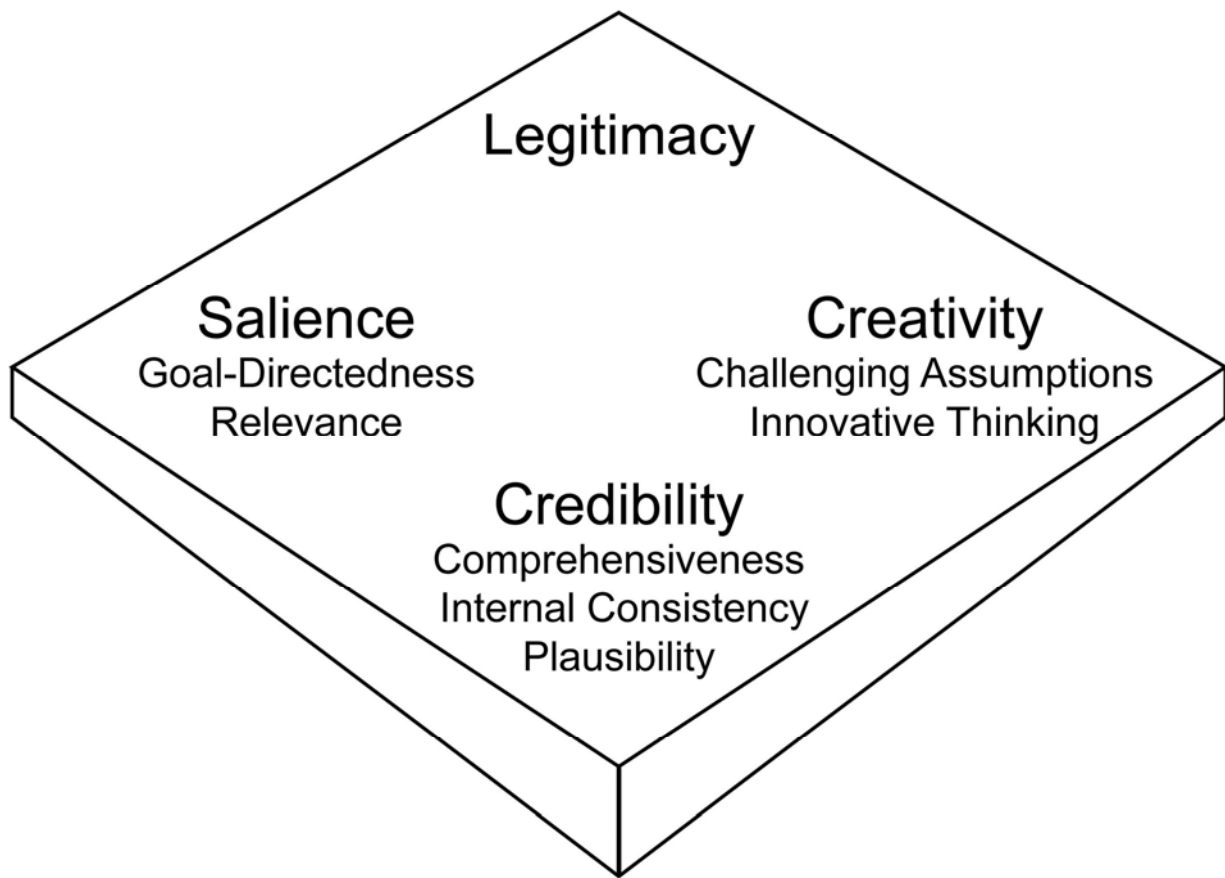 Legitimacy
Salience
Goal-Directedness
Relevance
Creativity
Challenging Assumptions
Innovative Thinking
Credibility
Comprehensiveness
Internal Consistency
Plausibility